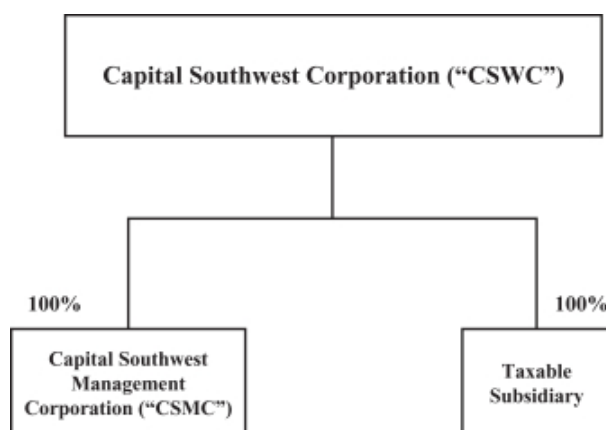 Capital Southwest Corporation (“CSWC”)
100%
100%
Capital Southwest
Management
Corporation (“CSMC”)
Taxable
Subsidiary